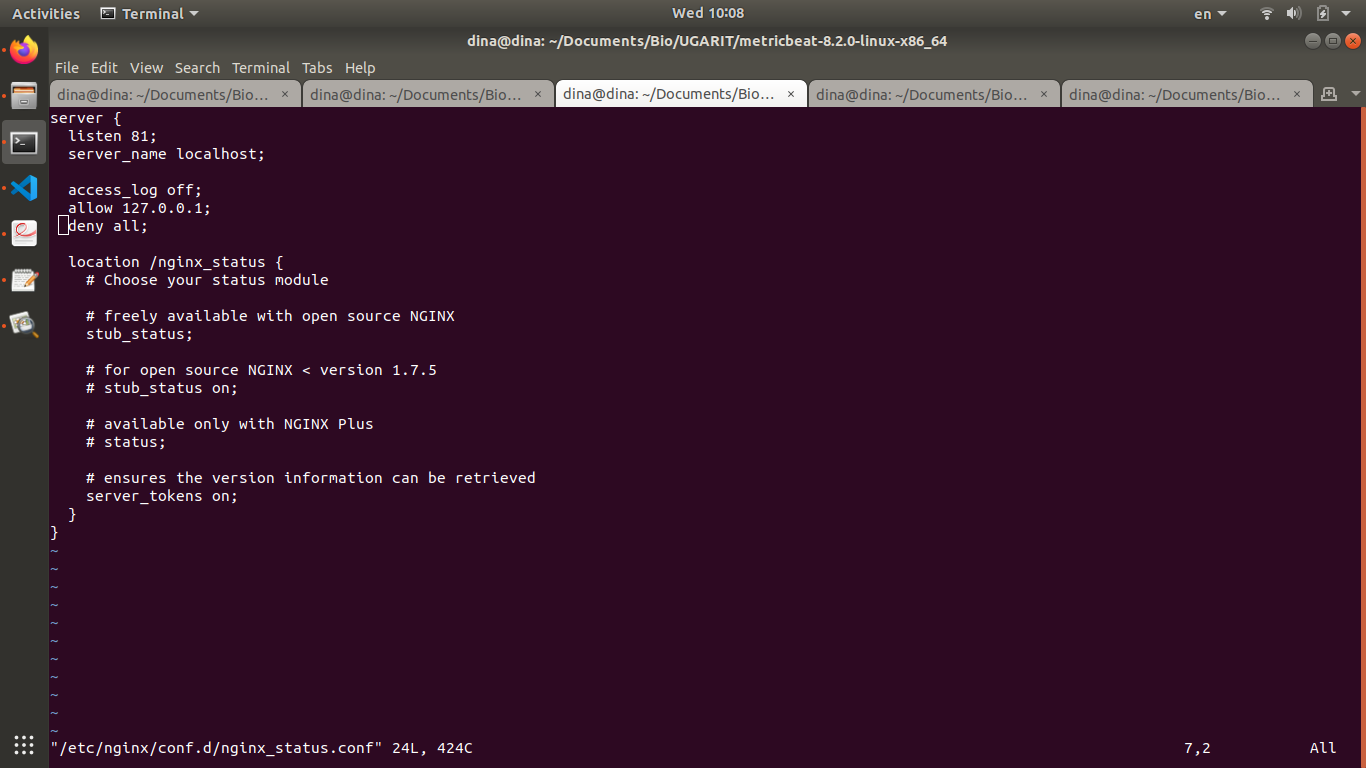 Activities Terminal Wed 10:08 en
dina@dina: ~/Documents/Bio/UGARIT/metricbeat-8.2.0-linux-x86_64
File Edit View Search Terminal Tabs Help
dina@dina: ~/Documents/Bio... × dina@dina: ~/Documents/Bio... × dina@dina: ~/Documents/Bio... × dina@dina: ~/Documents/Bio... × dina@dina: ~/Documents/Bio... ×
server {
  listen 81;
  server_name localhost;

  access_log off;
  allow 127.0.0.1;
  deny all;

  location /nginx_status {
    # Choose your status module

    # freely available with open source NGINX
    stub_status;

    # for open source NGINX < version 1.7.5
    # stub_status on;

    # available only with NGINX Plus
    # status;

    # ensures the version information can be retrieved
    server_tokens on;
  }
}
~
~
~
~
~
~
~
~
~
~
~
"/etc/nginx/conf.d/nginx_status.conf" 24L, 424C 7,2 All